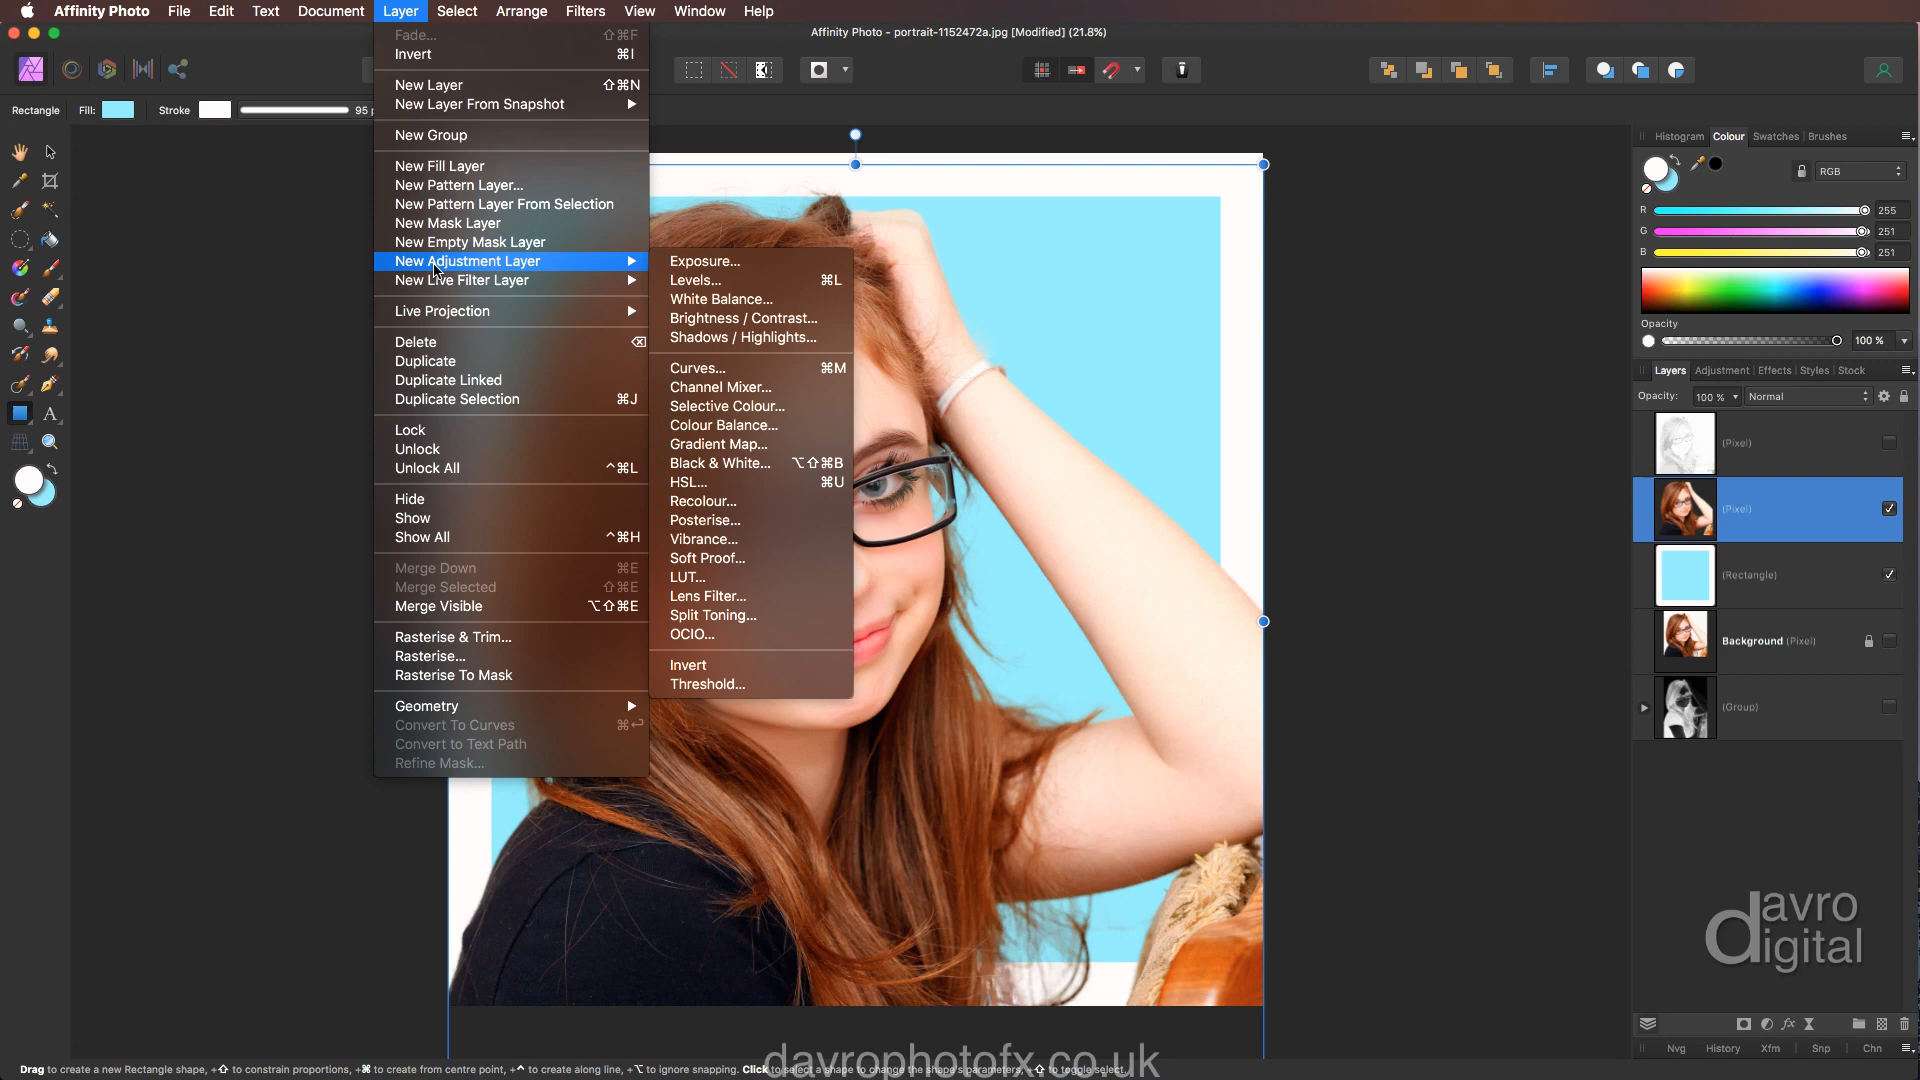 Affinity Photo File Edit Text Document Layer Select Arrange Filters View Window Help
Affinity Photo - portrait-1152472a.jpg [Modified] (21.8%)
Rectangle Fill: Stroke 95 p
Fade... ⇧⌘F
Invert ⌘I
New Layer ⇧⌘N
New Layer From Snapshot
New Group
New Fill Layer
New Pattern Layer...
New Pattern Layer From Selection
New Mask Layer
New Empty Mask Layer
New Adjustment Layer
New Live Filter Layer
Live Projection
Delete ⌫
Duplicate
Duplicate Linked
Duplicate Selection ⌘J
Lock
Unlock
Unlock All ^⌘L
Hide
Show
Show All ^⌘H
Merge Down ⌘E
Merge Selected ⇧⌘E
Merge Visible ⌥⇧⌘E
Rasterise & Trim...
Rasterise...
Rasterise To Mask
Geometry
Convert To Curves ⌘↩
Convert to Text Path
Refine Mask...
Exposure...
Levels... ⌘L
White Balance...
Brightness / Contrast...
Shadows / Highlights...
Curves... ⌘M
Channel Mixer...
Selective Colour...
Colour Balance...
Gradient Map...
Black & White... ⌥⇧⌘B
HSL... ⌘U
Recolour...
Posterise...
Vibrance...
Soft Proof...
LUT...
Lens Filter...
Split Toning...
OCIO...
Invert
Threshold...
Histogram Colour Swatches Brushes
RGB
R 255
G 251
B 251
Opacity
100 %
Layers Adjustment Effects Styles Stock
Opacity: 100 % Normal
(Pixel)
(Pixel)
(Rectangle)
Background (Pixel)
(Group)
davro
digital
Nvg History Xfm Snp Chn
davrophotofx.co.uk
Drag to create a new Rectangle shape, +⇧ to constrain proportions, +⌘ to create from centre point, +^ to create along line, +⌥ to ignore snapping. Click to select a shape to change the shape's parameters, +⇧ to toggle select.